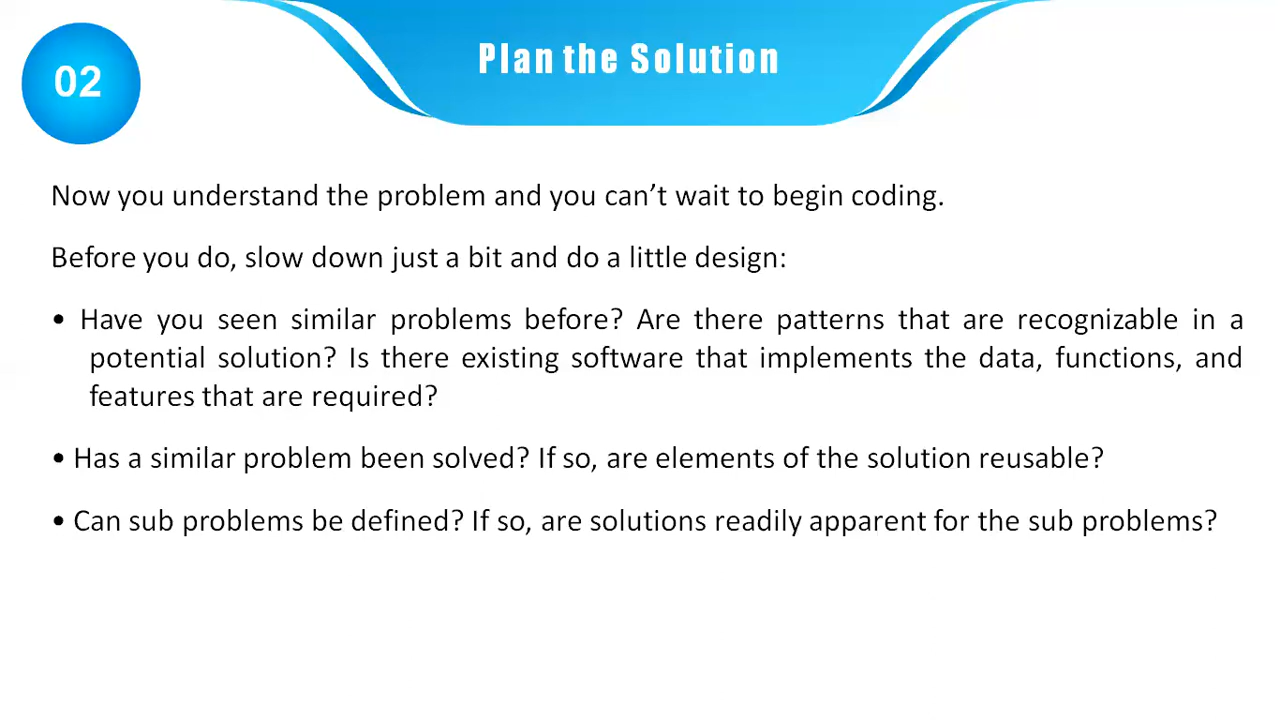 02
Plan the Solution
Now you understand the problem and you can’t wait to begin coding.
Before you do, slow down just a bit and do a little design:
• Have you seen similar problems before? Are there patterns that are recognizable in a
potential solution? Is there existing software that implements the data, functions, and
features that are required?
• Has a similar problem been solved? If so, are elements of the solution reusable?
• Can sub problems be defined? If so, are solutions readily apparent for the sub problems?